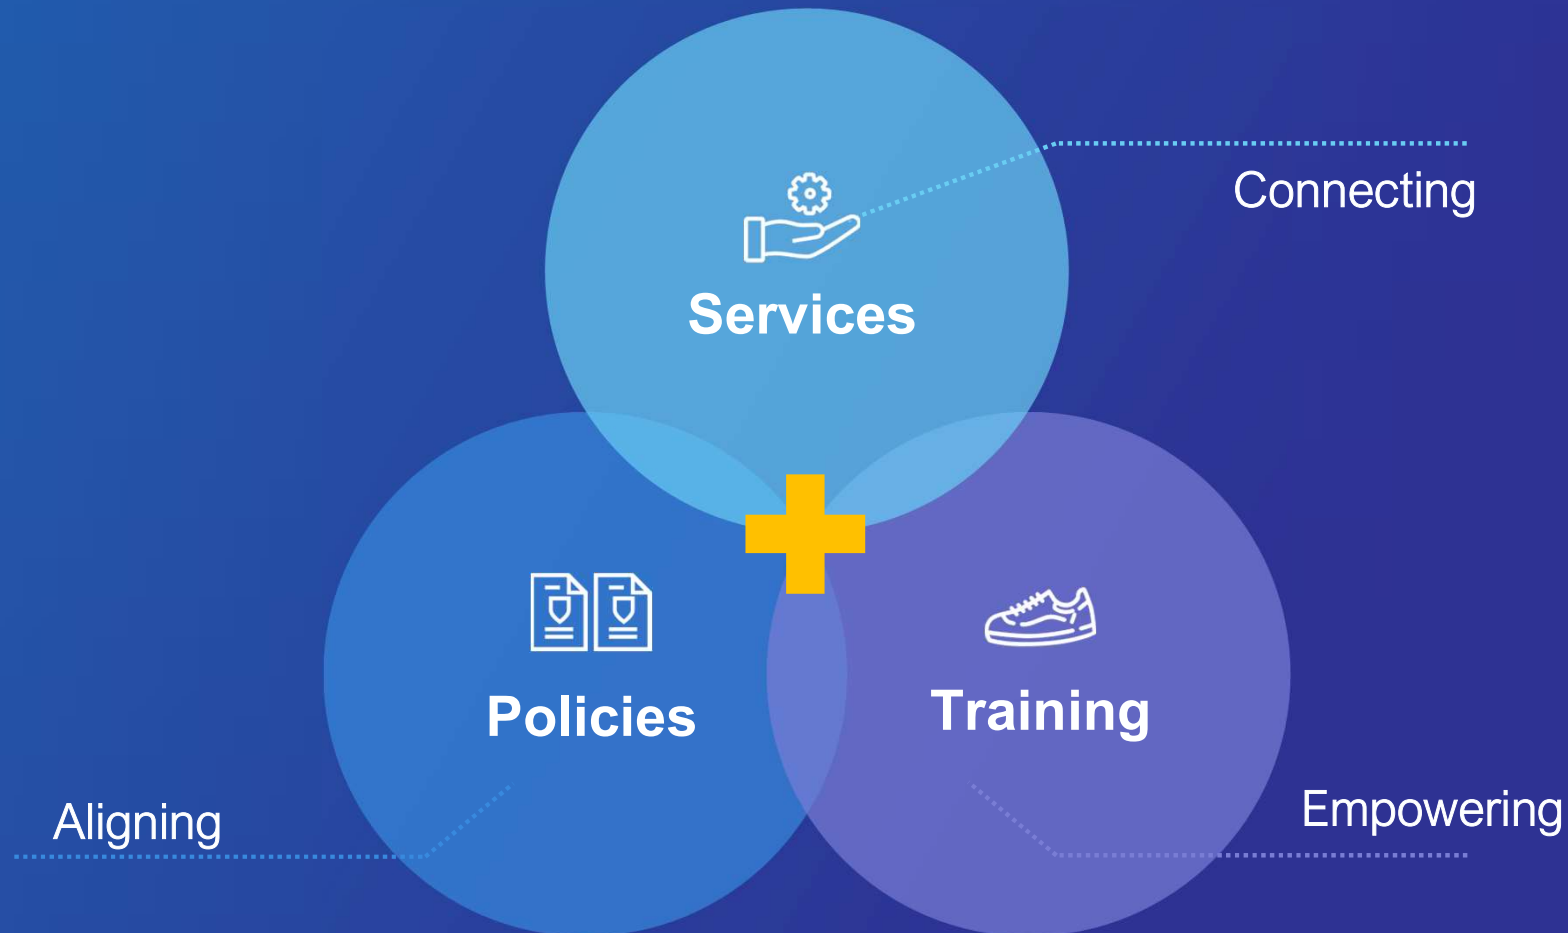 Connecting
Services
Policies
Training
Aligning
Empowering